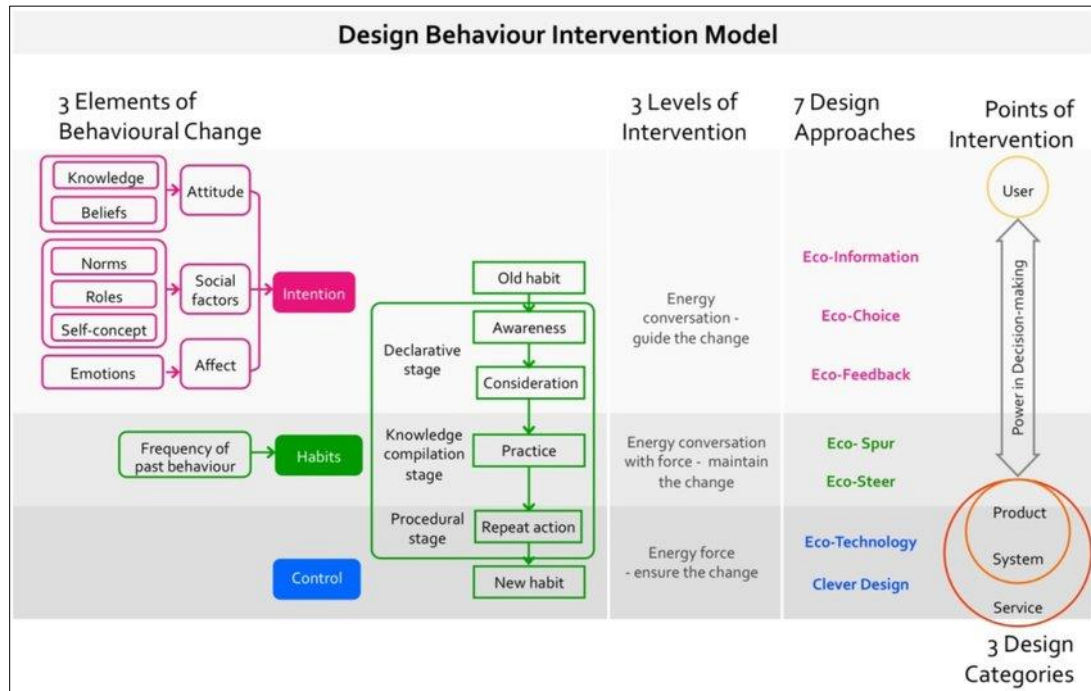 Design Behaviour Intervention Model
3 Elements of
Behavioural Change
3 Levels of
Intervention
7 Design
Approaches
Points of
Intervention
Knowledge
Beliefs
Attitude
Norms
Roles
Self-concept
Social
factors
Emotions
Affect
Intention
Frequency of
past behaviour
Habits
Control
Old habit
Declarative
stage
Awareness
Consideration
Knowledge
compilation
stage
Practice
Procedural
stage
Repeat action
New habit
Energy
conversation -
guide the change
Energy conversation
with force - maintain
the change
Energy force
- ensure the change
Eco-Information
Eco-Choice
Eco-Feedback
Eco- Spur
Eco-Steer
Eco-Technology
Clever Design
User
Power in Decision-making
Product
System
Service
3 Design
Categories